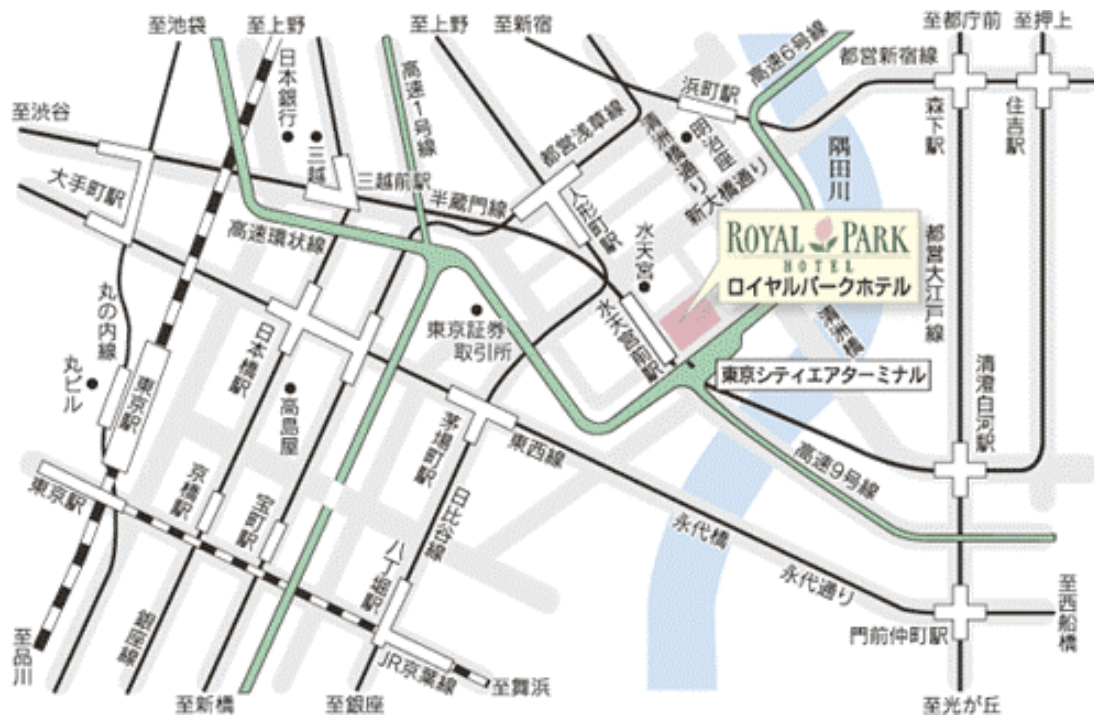 至池袋
至上野
至上野
至新宿
至都庁前
至押上
日本銀行
高速1号線
高速6号線
都営新宿線
浜町駅
至渋谷
三越
都営浅草線
清洲橋通り
明治座
新大橋通り
隅田川
森下駅
住吉駅
大手町駅
三越前駅
半蔵門線
人形町駅
水天宮
高速環状線
ROYAL PARK
HOTEL
ロイヤルパークホテル
都営大江戸線
丸の内線
丸ビル
東京駅
日本橋駅
高島屋
東京証券
取引所
水天宮前駅
清洲橋
東京シティエアターミナル
清澄白河駅
茅場町駅
東西線
高速9号線
東京駅
京橋駅
宝町駅
日比谷線
八丁堀駅
永代橋
永代通り
門前仲町駅
至西船橋
至品川
銀座線
至新橋
至銀座
JR京葉線
至舞浜
至光が丘